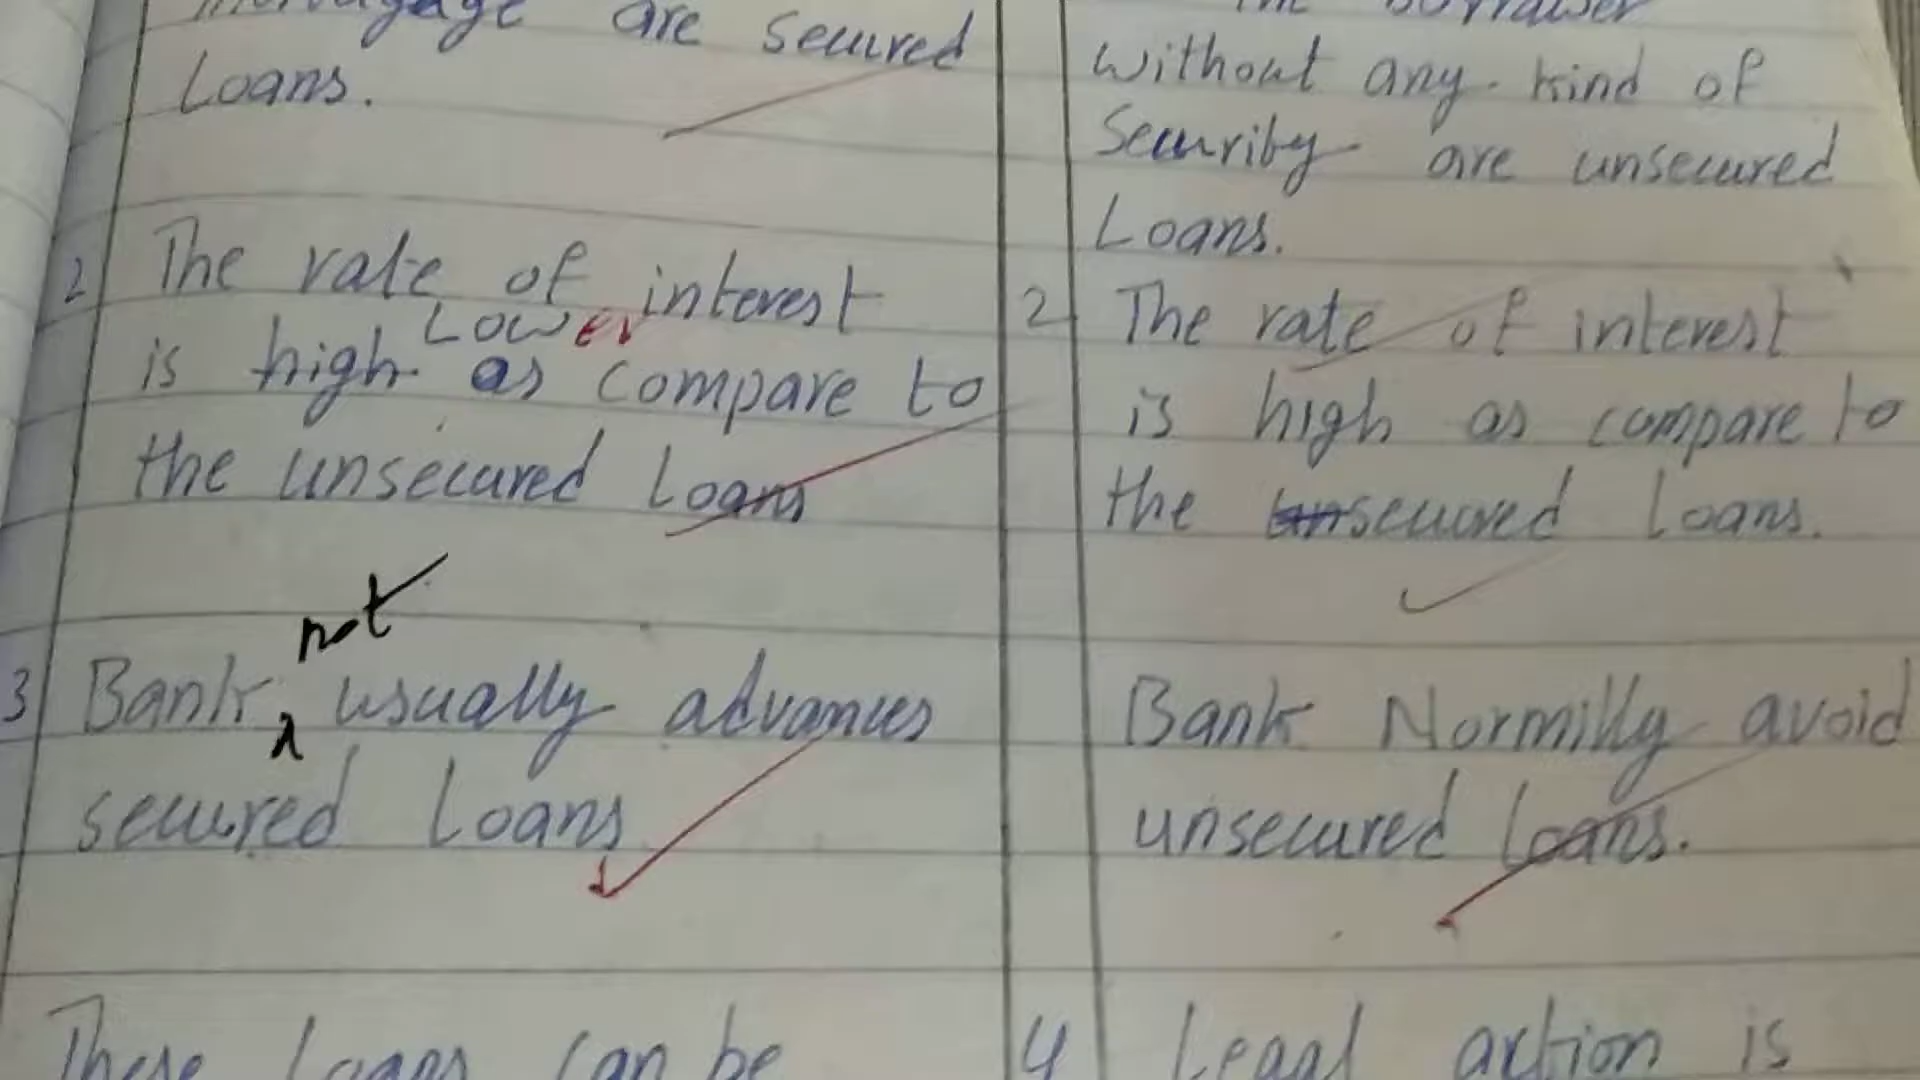 are secured
Loans.
2 The rate of interest
Lower
is high as compare to
the unsecured Loans
not
3 Bank usually advances
secured Loans
These Loans can be
The borrawer
without any kind of
Securiby are unsecured
Loans.
2 The rate of interest
is high as compare to
the unsecured Loans.
Bank Normilly avoid
unsecured Loans.
4 Legal action is